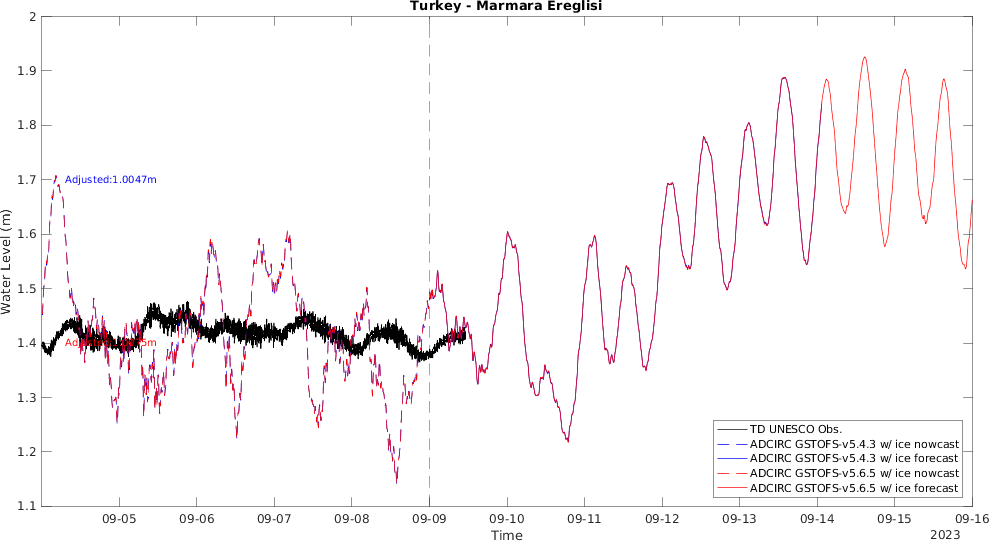 Turkey - Marmara Ereglisi
Water Level (m)
2
1.9
1.8
1.7
1.6
1.5
1.4
1.3
1.2
1.1
Adjusted:1.0047m
TD UNESCO Obs.
ADCIRC GSTOFS-v5.4.3 w/ ice nowcast
ADCIRC GSTOFS-v5.4.3 w/ ice forecast
ADCIRC GSTOFS-v5.6.5 w/ ice nowcast
ADCIRC GSTOFS-v5.6.5 w/ ice forecast
09-05 09-06 09-07 09-08 09-09 09-10 09-11 09-12 09-13 09-14 09-15 09-16
Time
2023